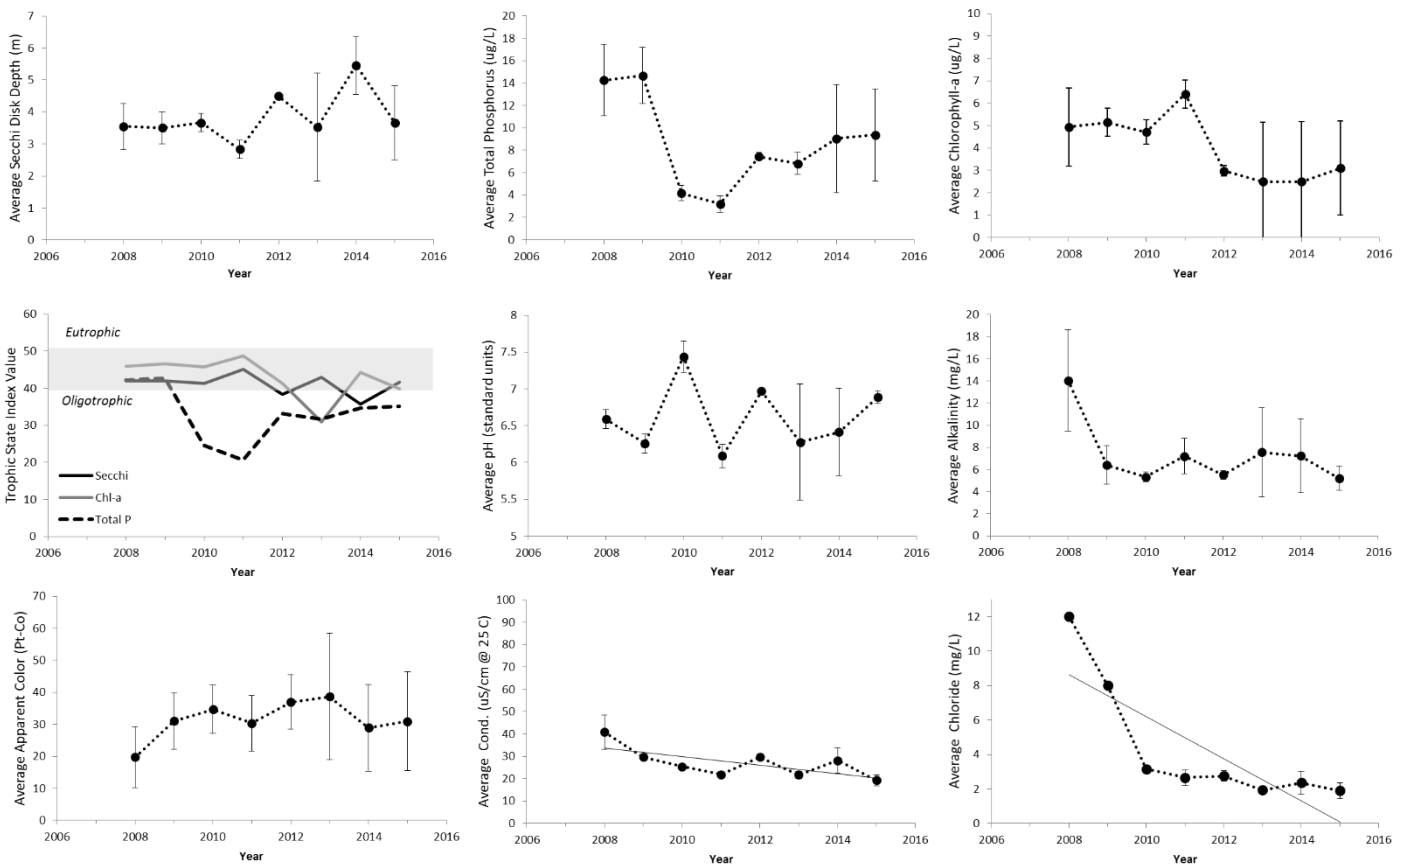 Average Secchi Disk Depth (m)
7
6
5
4
3
2
1
0
2006 2008 2010 2012 2014 2016
Year
Average Total Phosphorus (ug/L)
20
18
16
14
12
10
8
6
4
2
0
2006 2008 2010 2012 2014 2016
Year
Average Chlorophyll-a (ug/L)
10
9
8
7
6
5
4
3
2
1
0
2006 2008 2010 2012 2014 2016
Year
Trophic State Index Value
60
50
40
30
20
10
0
Eutrophic
Oligotrophic
Secchi
Chl-a
Total P
2006 2008 2010 2012 2014 2016
Year
Average pH (standard units)
8
7.5
7
6.5
6
5.5
5
2006 2008 2010 2012 2014 2016
Year
Average Alkalinity (mg/L)
20
18
16
14
12
10
8
6
4
2
0
2006 2008 2010 2012 2014 2016
Year
Average Apparent Color (Pt-Co)
70
60
50
40
30
20
10
0
2006 2008 2010 2012 2014 2016
Year
Average Cond. (uS/cm @ 25 C)
100
90
80
70
60
50
40
30
20
10
0
2006 2008 2010 2012 2014 2016
Year
Average Chloride (mg/L)
12
10
8
6
4
2
0
2006 2008 2010 2012 2014 2016
Year